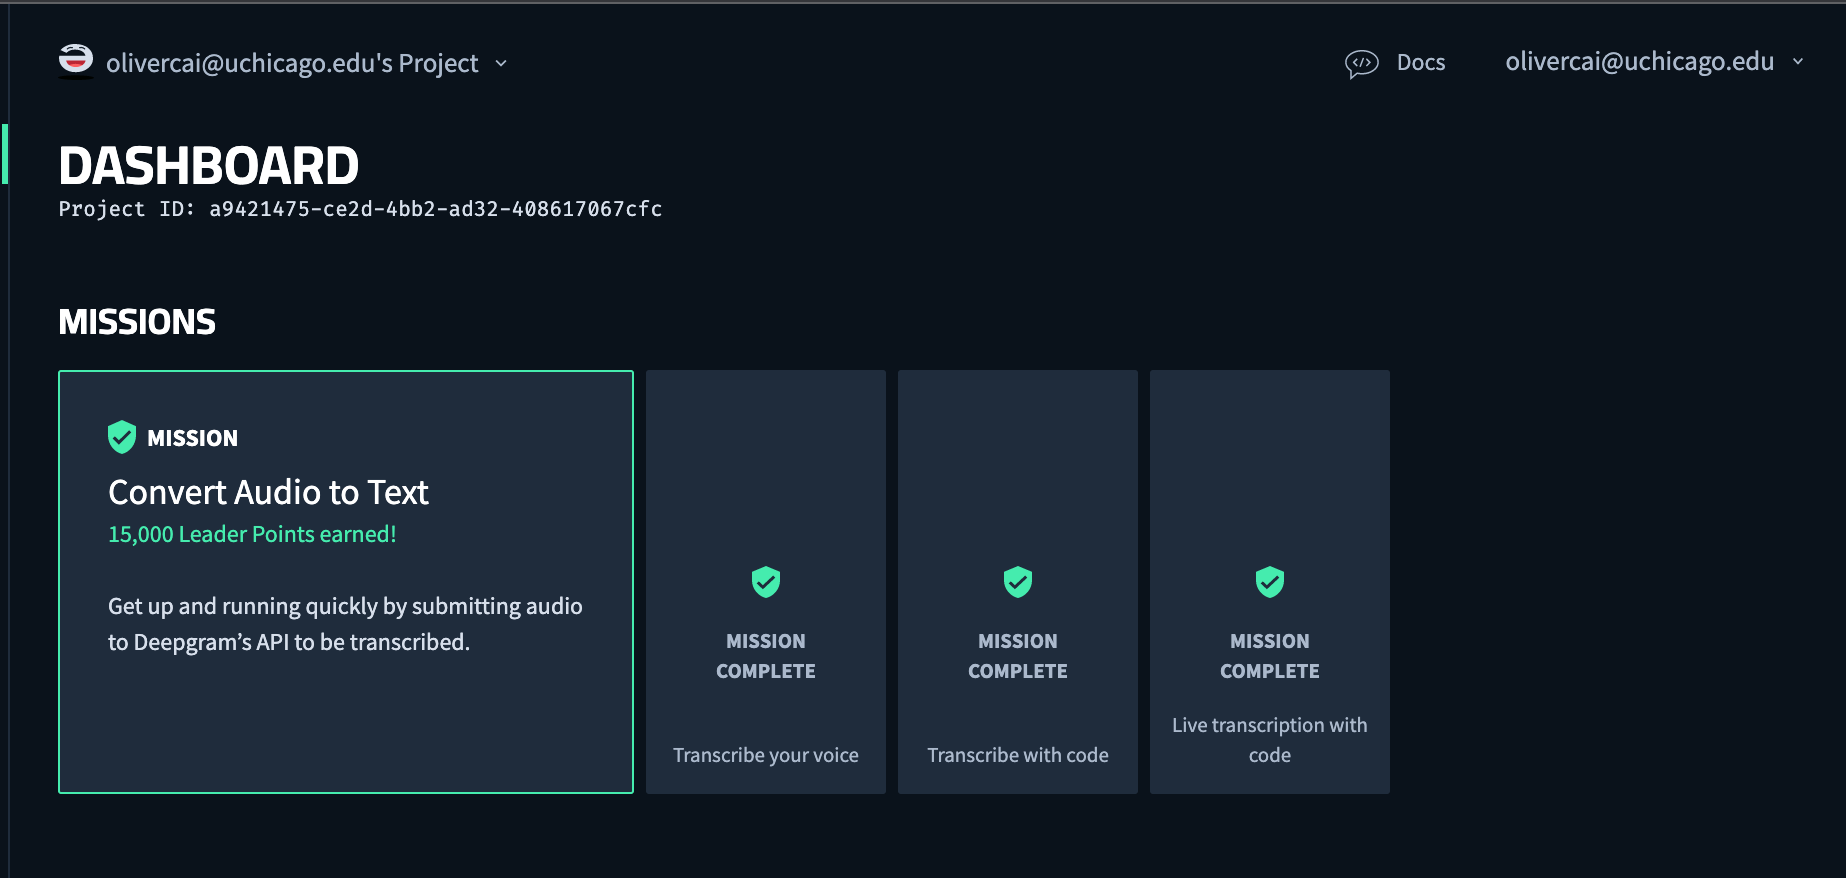 olivercai@uchicago.edu's Project
Docs
olivercai@uchicago.edu
DASHBOARD
Project ID: a9421475-ce2d-4bb2-ad32-408617067cfc
MISSIONS
MISSION
Convert Audio to Text
15,000 Leader Points earned!
Get up and running quickly by submitting audio
to Deepgram’s API to be transcribed.
MISSION
COMPLETE
Transcribe your voice
MISSION
COMPLETE
Transcribe with code
MISSION
COMPLETE
Live transcription with
code